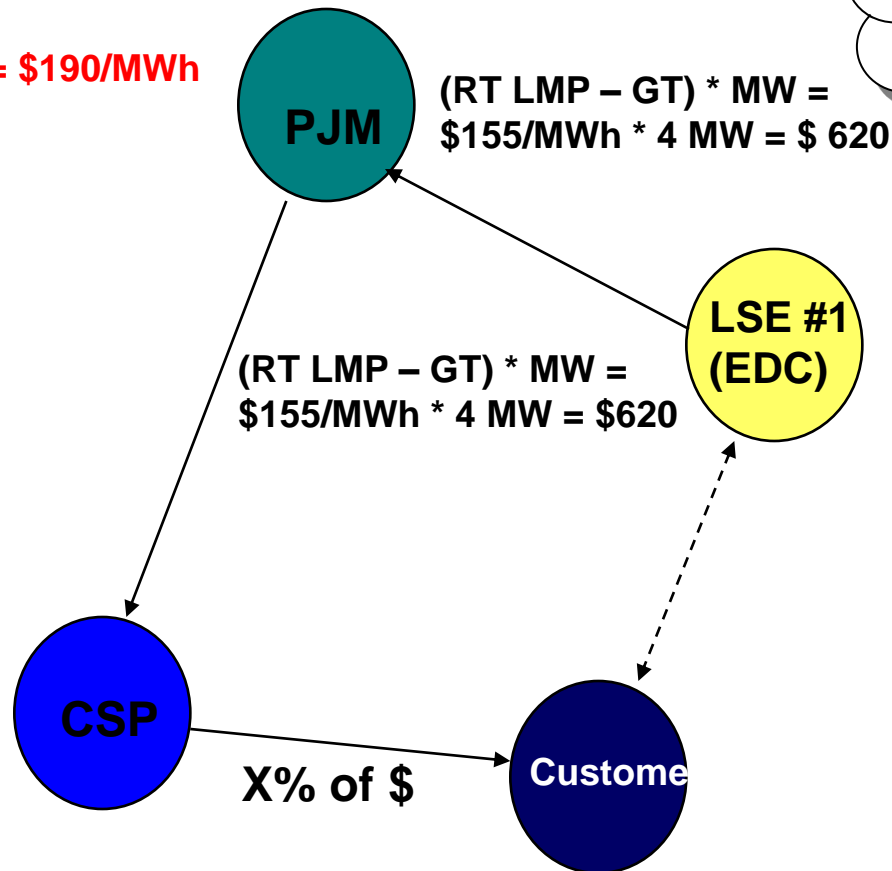 = $190/MWh
PJM
(RT LMP – GT) * MW =
$155/MWh * 4 MW = $ 620
LSE #1
(EDC)
(RT LMP – GT) * MW =
$155/MWh * 4 MW = $620
CSP
X% of $
Custome